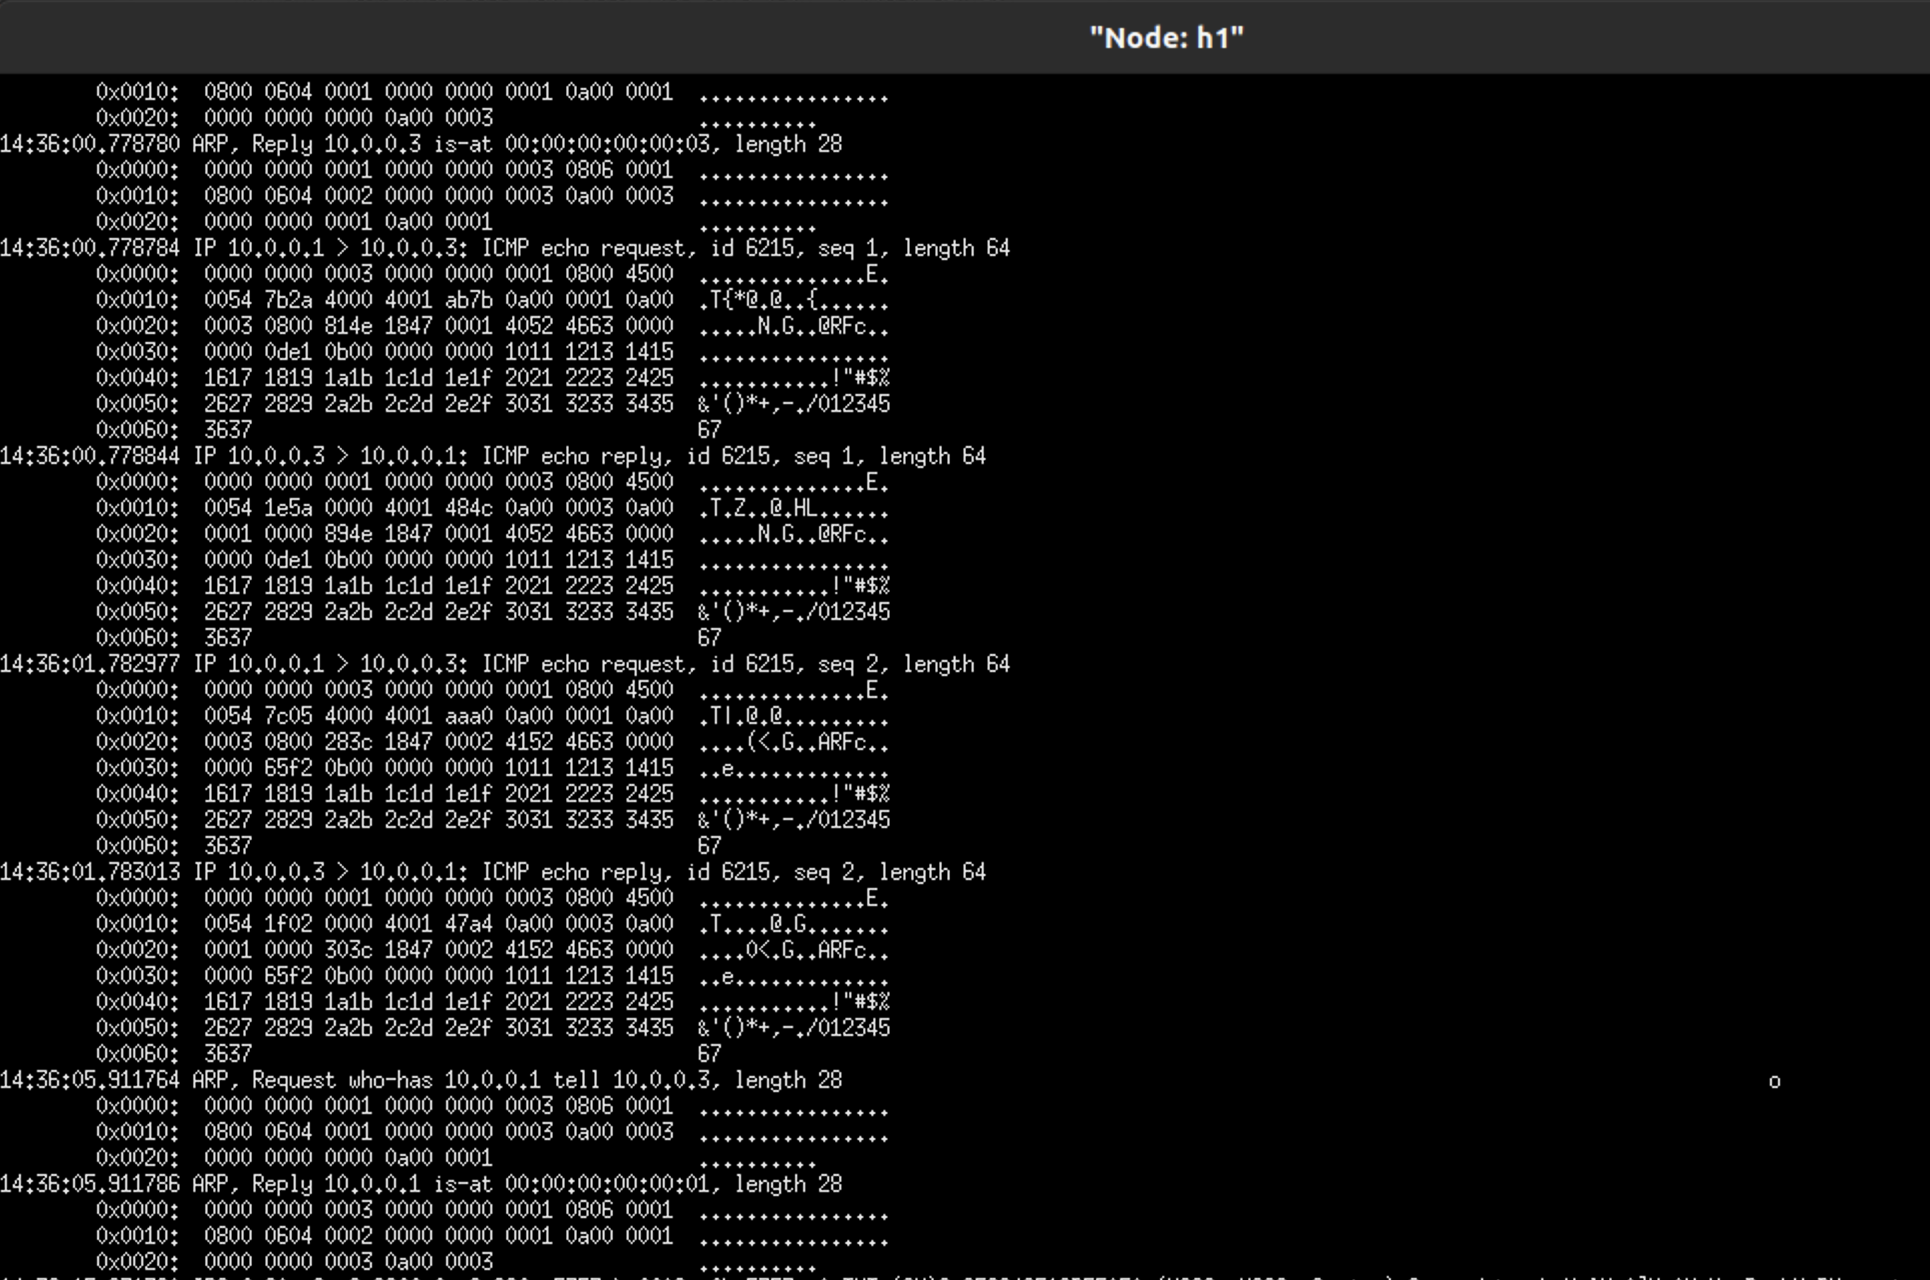 "Node: h1"
0x0010: 0800 0604 0001 0000 0000 0001 0a00 0001 ................
0x0020: 0000 0000 0000 0a00 0003 ..........
14:36:00.778780 ARP, Reply 10.0.0.3 is-at 00:00:00:00:00:03, length 28
0x0000: 0000 0000 0001 0000 0000 0003 0806 0001 ................
0x0010: 0800 0604 0002 0000 0000 0003 0a00 0003 ................
0x0020: 0000 0000 0001 0a00 0001 ..........
14:36:00.778784 IP 10.0.0.1 > 10.0.0.3: ICMP echo request, id 6215, seq 1, length 64
0x0000: 0000 0000 0003 0000 0000 0001 0800 4500 ..............E.
0x0010: 0054 7b2a 4000 4001 ab7b 0a00 0001 0a00 .T{*@.@..{......
0x0020: 0003 0800 814e 1847 0001 4052 4663 0000 .....N.G..@RFc..
0x0030: 0000 0de1 0b00 0000 0000 1011 1213 1415 ................
0x0040: 1617 1819 1a1b 1c1d 1e1f 2021 2223 2425 ...........!"#$%
0x0050: 2627 2829 2a2b 2c2d 2e2f 3031 3233 3435 &'()*+,-./012345
0x0060: 3637 67
14:36:00.778844 IP 10.0.0.3 > 10.0.0.1: ICMP echo reply, id 6215, seq 1, length 64
0x0000: 0000 0000 0001 0000 0000 0003 0800 4500 ..............E.
0x0010: 0054 1e5a 0000 4001 484c 0a00 0003 0a00 .T.Z..@.HL......
0x0020: 0001 0000 894e 1847 0001 4052 4663 0000 .....N.G..@RFc..
0x0030: 0000 0de1 0b00 0000 0000 1011 1213 1415 ................
0x0040: 1617 1819 1a1b 1c1d 1e1f 2021 2223 2425 ...........!"#$%
0x0050: 2627 2829 2a2b 2c2d 2e2f 3031 3233 3435 &'()*+,-./012345
0x0060: 3637 67
14:36:01.782977 IP 10.0.0.1 > 10.0.0.3: ICMP echo request, id 6215, seq 2, length 64
0x0000: 0000 0000 0003 0000 0000 0001 0800 4500 ..............E.
0x0010: 0054 7c05 4000 4001 aaa0 0a00 0001 0a00 .T|.@.@.........
0x0020: 0003 0800 283c 1847 0002 4152 4663 0000 ....(<.G..ARFc..
0x0030: 0000 65f2 0b00 0000 0000 1011 1213 1415 ..e.............
0x0040: 1617 1819 1a1b 1c1d 1e1f 2021 2223 2425 ...........!"#$%
0x0050: 2627 2829 2a2b 2c2d 2e2f 3031 3233 3435 &'()*+,-./012345
0x0060: 3637 67
14:36:01.783013 IP 10.0.0.3 > 10.0.0.1: ICMP echo reply, id 6215, seq 2, length 64
0x0000: 0000 0000 0001 0000 0000 0003 0800 4500 ..............E.
0x0010: 0054 1f02 0000 4001 47a4 0a00 0003 0a00 .T....@.G.......
0x0020: 0001 0000 303c 1847 0002 4152 4663 0000 ....0<.G..ARFc..
0x0030: 0000 65f2 0b00 0000 0000 1011 1213 1415 ..e.............
0x0040: 1617 1819 1a1b 1c1d 1e1f 2021 2223 2425 ...........!"#$%
0x0050: 2627 2829 2a2b 2c2d 2e2f 3031 3233 3435 &'()*+,-./012345
0x0060: 3637 67
14:36:05.911764 ARP, Request who-has 10.0.0.1 tell 10.0.0.3, length 28 o
0x0000: 0000 0000 0001 0000 0000 0003 0806 0001 ................
0x0010: 0800 0604 0001 0000 0000 0003 0a00 0003 ................
0x0020: 0000 0000 0000 0a00 0001 ..........
14:36:05.911786 ARP, Reply 10.0.0.1 is-at 00:00:00:00:00:01, length 28
0x0000: 0000 0000 0003 0000 0000 0001 0806 0001 ................
0x0010: 0800 0604 0002 0000 0000 0001 0a00 0001 ................
0x0020: 0000 0000 0003 0a00 0003 ..........